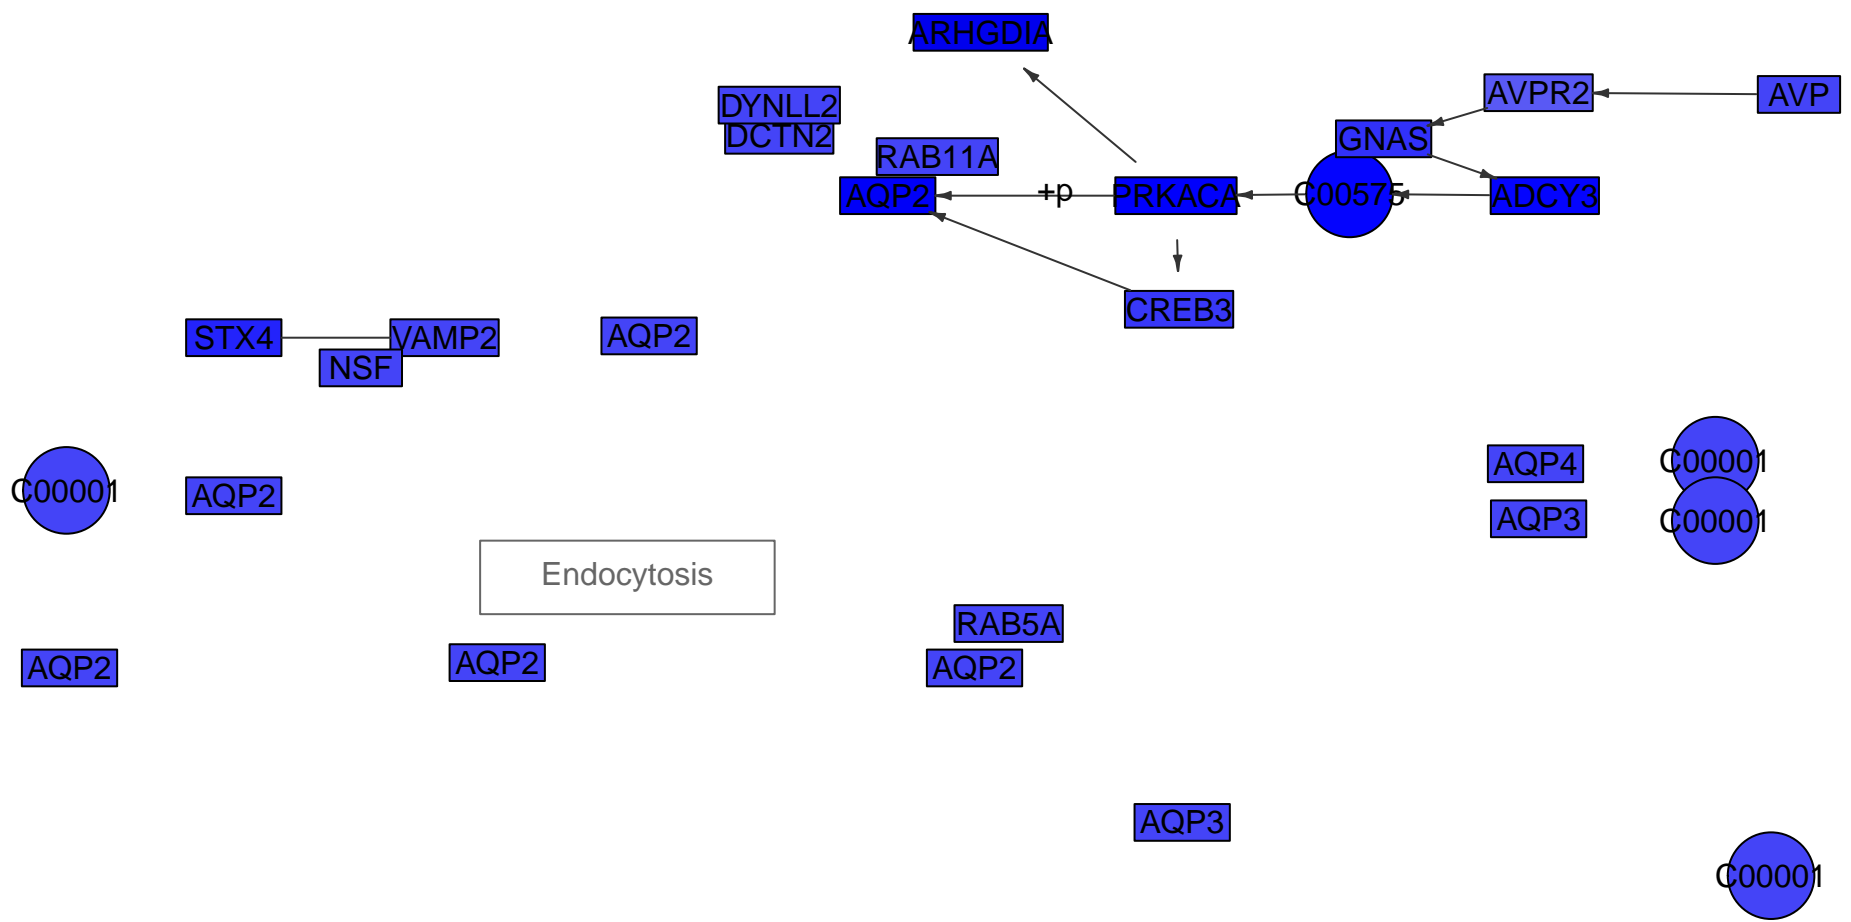 ARHGDIA
AVPR2
AVP
DYNLL2
DCTN2
GNAS
RAB11A
AQP2
+p
PRKACA
C00575
ADCY3
CREB3
STX4
VAMP2
AQP2
NSF
AQP4
C00001
C00001
AQP2
AQP3
C00001
Endocytosis
RAB5A
AQP2
AQP2
AQP2
AQP3
C00001